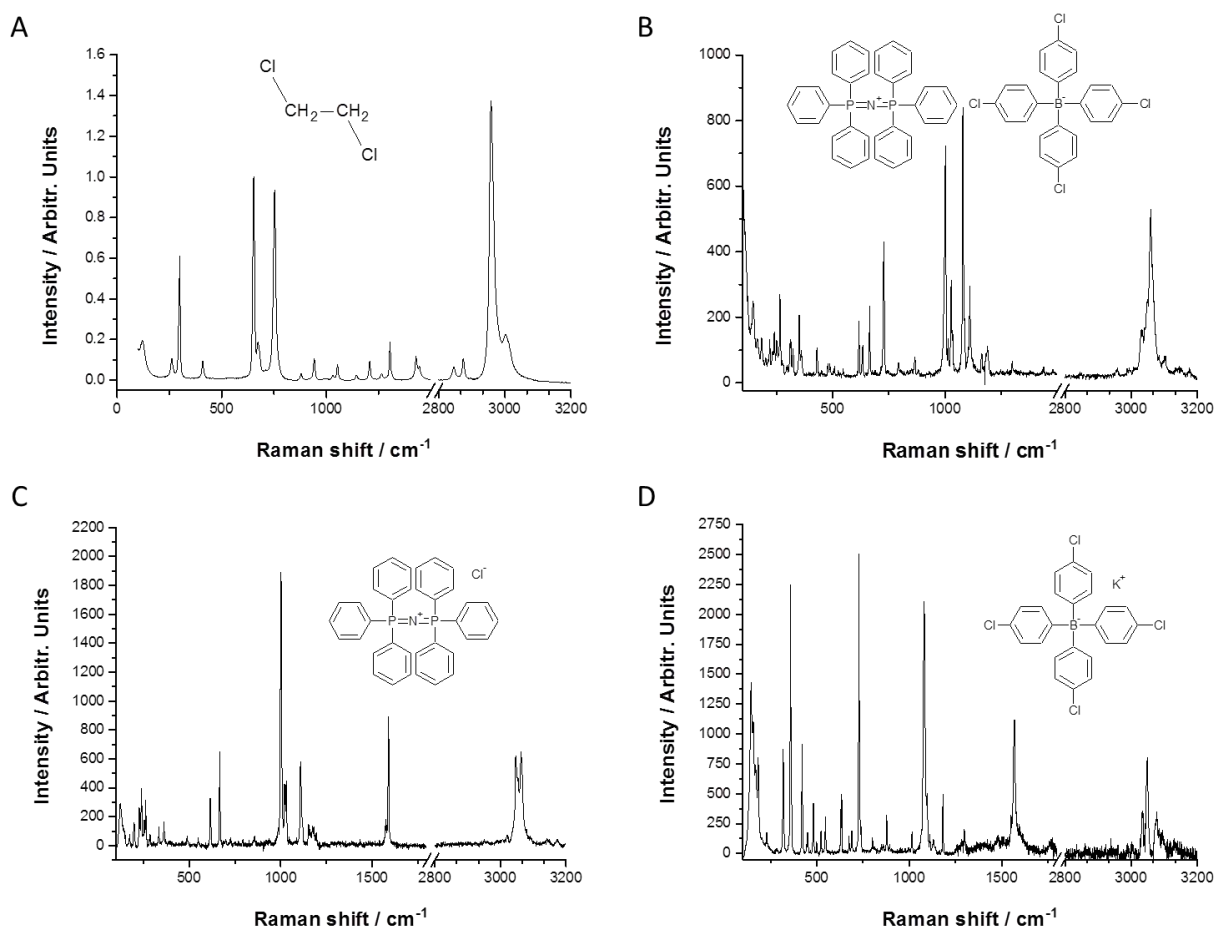 A
1.6
1.4
1.2
1.0
0.8
0.6
0.4
0.2
0.0
Intensity / Arbitr. Units
Cl
CH2-CH2
Cl
0 500 1000 2800 3000 3200
Raman shift / cm-1
B
1000
800
600
400
200
0
Intensity / Arbitr. Units
P=N+=P
Cl
Cl B- Cl
Cl
500 1000 2800 3000 3200
Raman shift / cm-1
C
2200
2000
1800
1600
1400
1200
1000
800
600
400
200
0
Intensity / Arbitr. Units
Cl-
P=N+=P
500 1000 1500 2800 3000 3200
Raman shift / cm-1
D
2750
2500
2250
2000
1750
1500
1250
1000
750
500
250
0
Intensity / Arbitr. Units
Cl
K+
Cl B- Cl
Cl
500 1000 1500 2800 3000 3200
Raman shift / cm-1